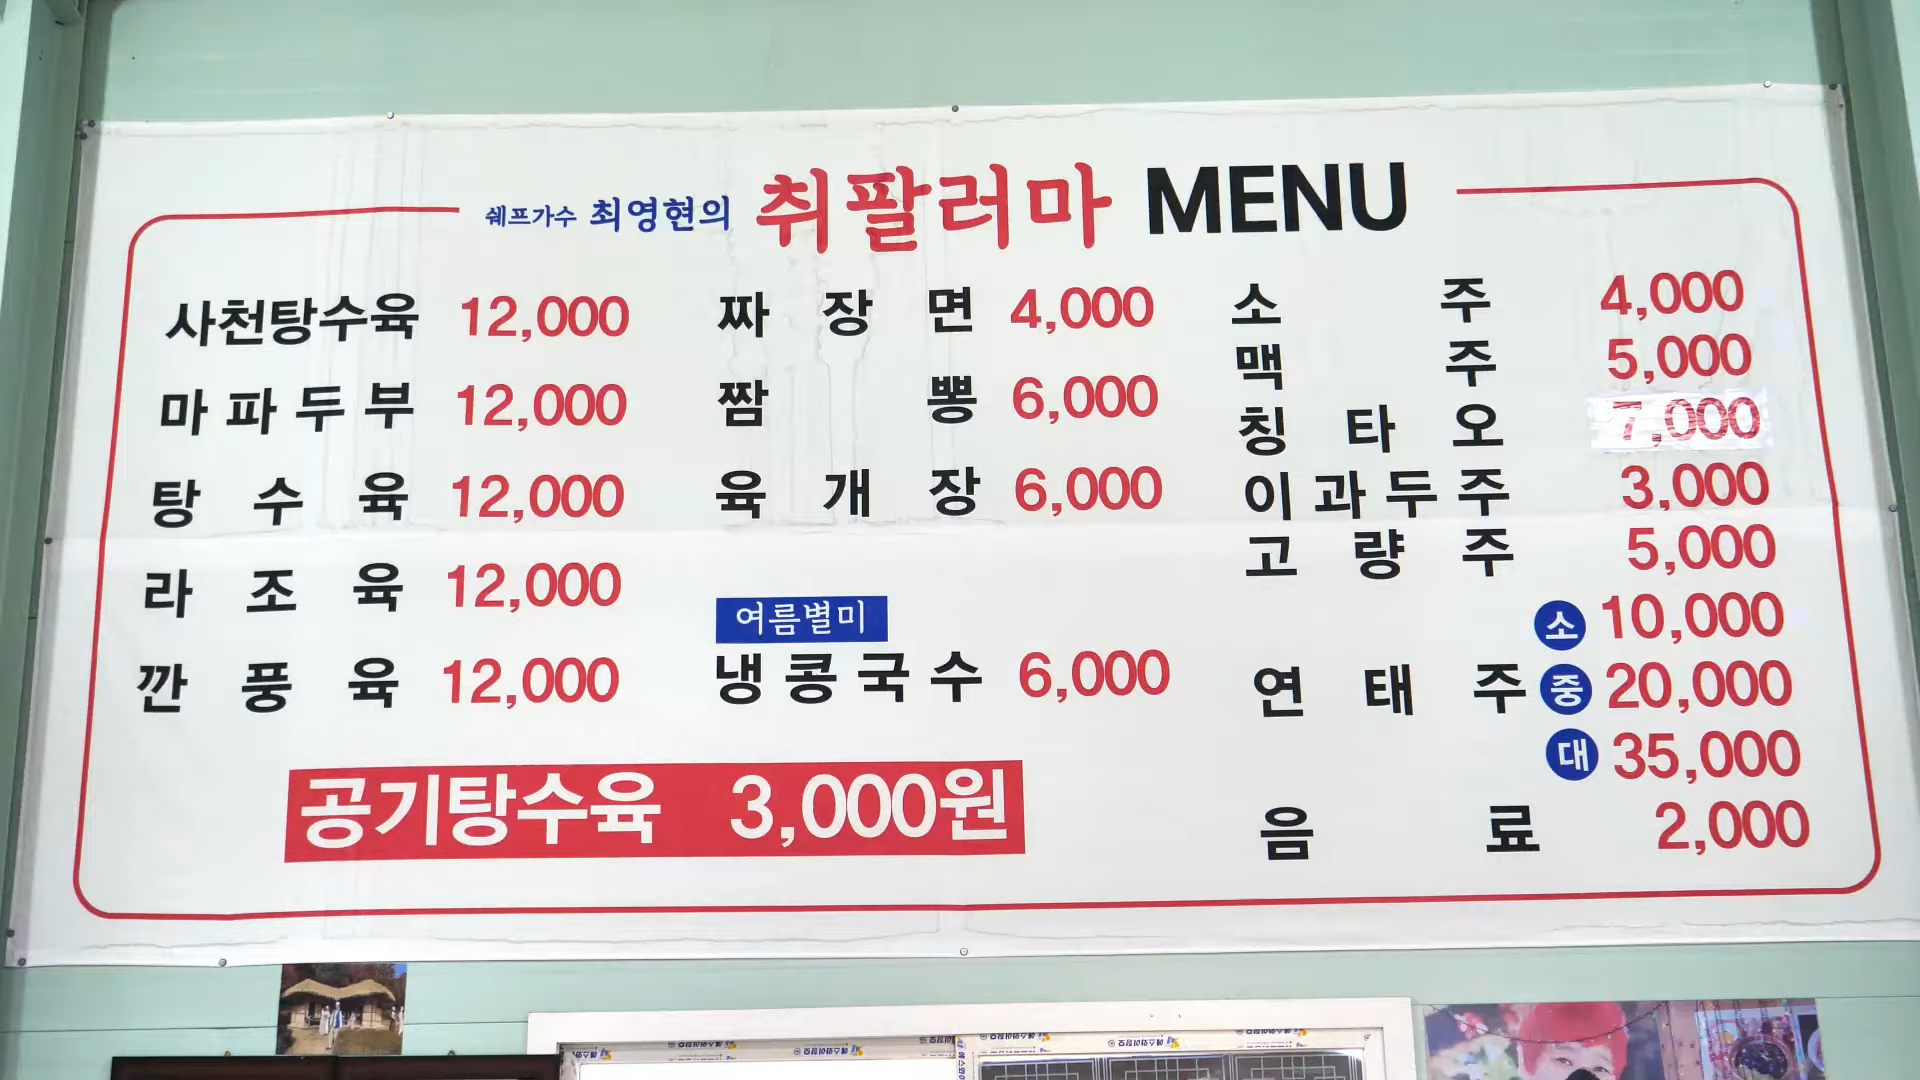 쉐프가수 최영현의 취팔러마 MENU
사천탕수육 12,000
마파두부 12,000
탕수육 12,000
라조육 12,000
깐풍육 12,000
짜장면 4,000
짬뽕 6,000
육개장 6,000
여름별미
냉콩국수 6,000
공기탕수육 3,000원
소주 4,000
맥주 5,000
칭타오 7,000
이과두주 3,000
고량주 5,000
연태주
소 10,000
중 20,000
대 35,000
음료 2,000